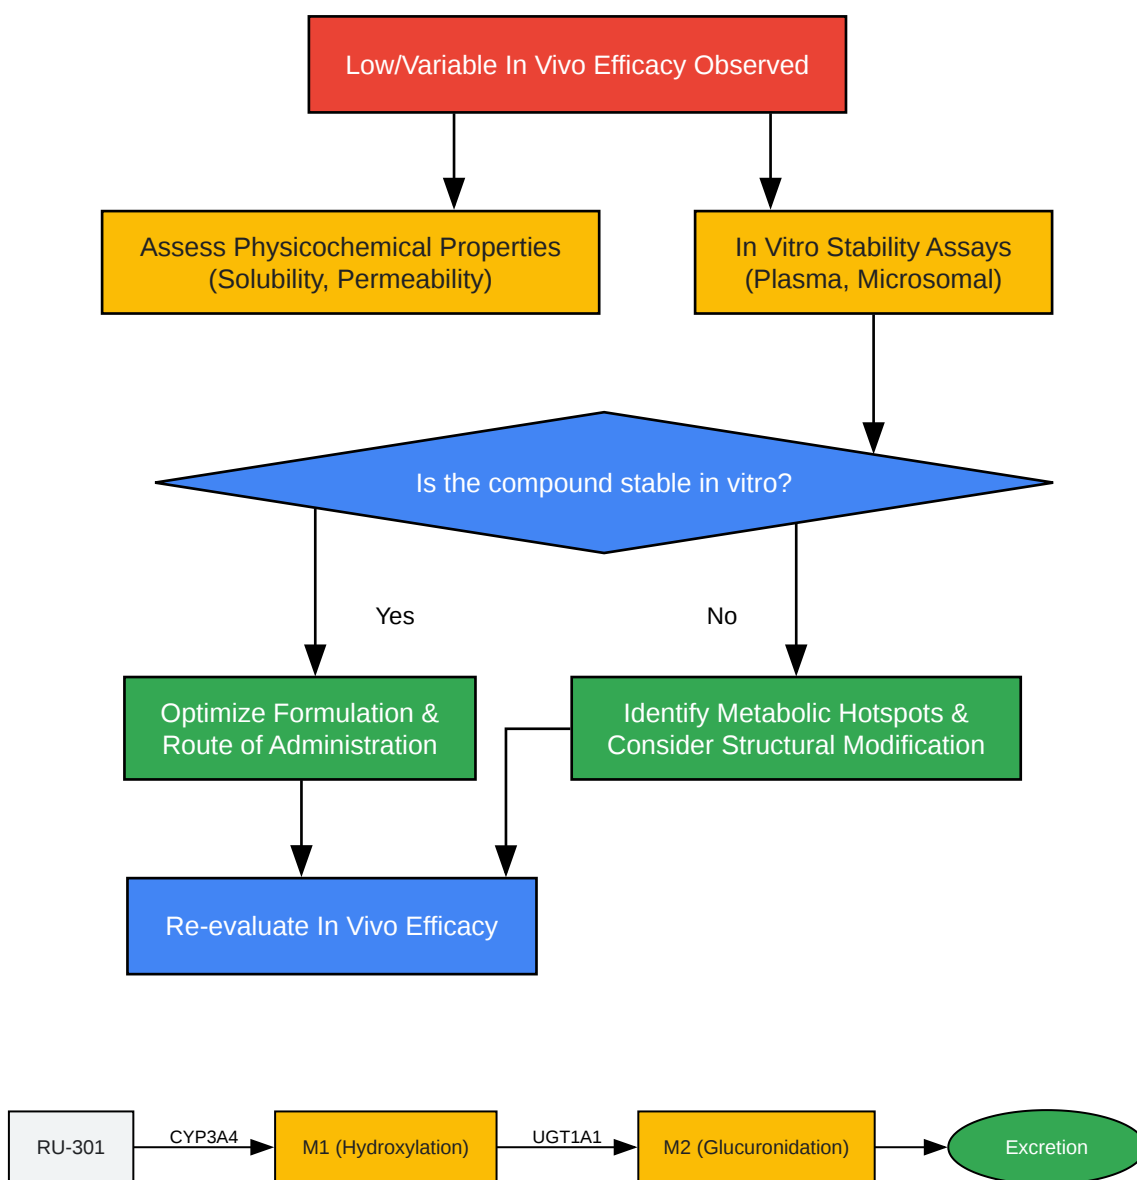 Low/Variable In Vivo Efficacy Observed
Assess Physicochemical Properties
(Solubility, Permeability)
In Vitro Stability Assays
(Plasma, Microsomal)
Is the compound stable in vitro?
Yes
No
Optimize Formulation &
Route of Administration
Identify Metabolic Hotspots &
Consider Structural Modification
Re-evaluate In Vivo Efficacy
RU-301
CYP3A4
M1 (Hydroxylation)
UGT1A1
M2 (Glucuronidation)
Excretion